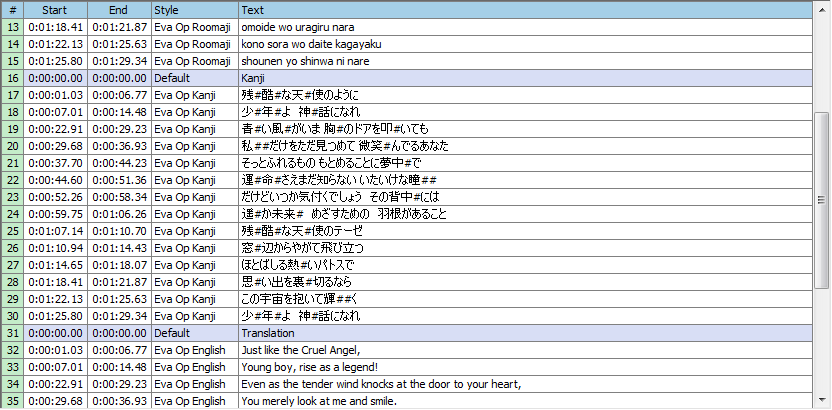 # Start End Style Text
13 0:01:18.41 0:01:21.87 Eva Op Roomaji omoide wo uragiru nara
14 0:01:22.13 0:01:25.63 Eva Op Roomaji kono sora wo daite kagayaku
15 0:01:25.80 0:01:29.34 Eva Op Roomaji shounen yo shinwa ni nare
16 0:00:00.00 0:00:00.00 Default Kanji
17 0:00:01.03 0:00:06.77 Eva Op Kanji 残#酷#な天#使のように
18 0:00:07.01 0:00:14.48 Eva Op Kanji 少#年#よ　神#話になれ
19 0:00:22.91 0:00:29.23 Eva Op Kanji 青#い風#がいま 胸#のドアを叩#いても
20 0:00:29.68 0:00:36.93 Eva Op Kanji 私##だけをただ見つめて 微笑#んでるあなた
21 0:00:37.70 0:00:44.23 Eva Op Kanji そっとふれるもの もとめることに夢中#で
22 0:00:44.60 0:00:51.36 Eva Op Kanji 運#命#さえまだ知らない いたいけな瞳##
23 0:00:52.26 0:00:58.34 Eva Op Kanji だけどいつか気付くでしょう　その背中#には
24 0:00:59.75 0:01:06.26 Eva Op Kanji 遥#か未来#　めざすための　羽根があること
25 0:01:07.14 0:01:10.70 Eva Op Kanji 残#酷#な天#使のテーゼ
26 0:01:10.94 0:01:14.43 Eva Op Kanji 窓#辺からやがて飛び立つ
27 0:01:14.65 0:01:18.07 Eva Op Kanji ほとばしる熱#いパトスで
28 0:01:18.41 0:01:21.87 Eva Op Kanji 思#い出を裏#切るなら
29 0:01:22.13 0:01:25.63 Eva Op Kanji この宇宙を抱いて輝##く
30 0:01:25.80 0:01:29.34 Eva Op Kanji 少#年#よ　神#話になれ
31 0:00:00.00 0:00:00.00 Default Translation
32 0:00:01.03 0:00:06.77 Eva Op English Just like the Cruel Angel,
33 0:00:07.01 0:00:14.48 Eva Op English Young boy, rise as a legend!
34 0:00:22.91 0:00:29.23 Eva Op English Even as the tender wind knocks at the door to your heart,
35 0:00:29.68 0:00:36.93 Eva Op English You merely look at me and smile.